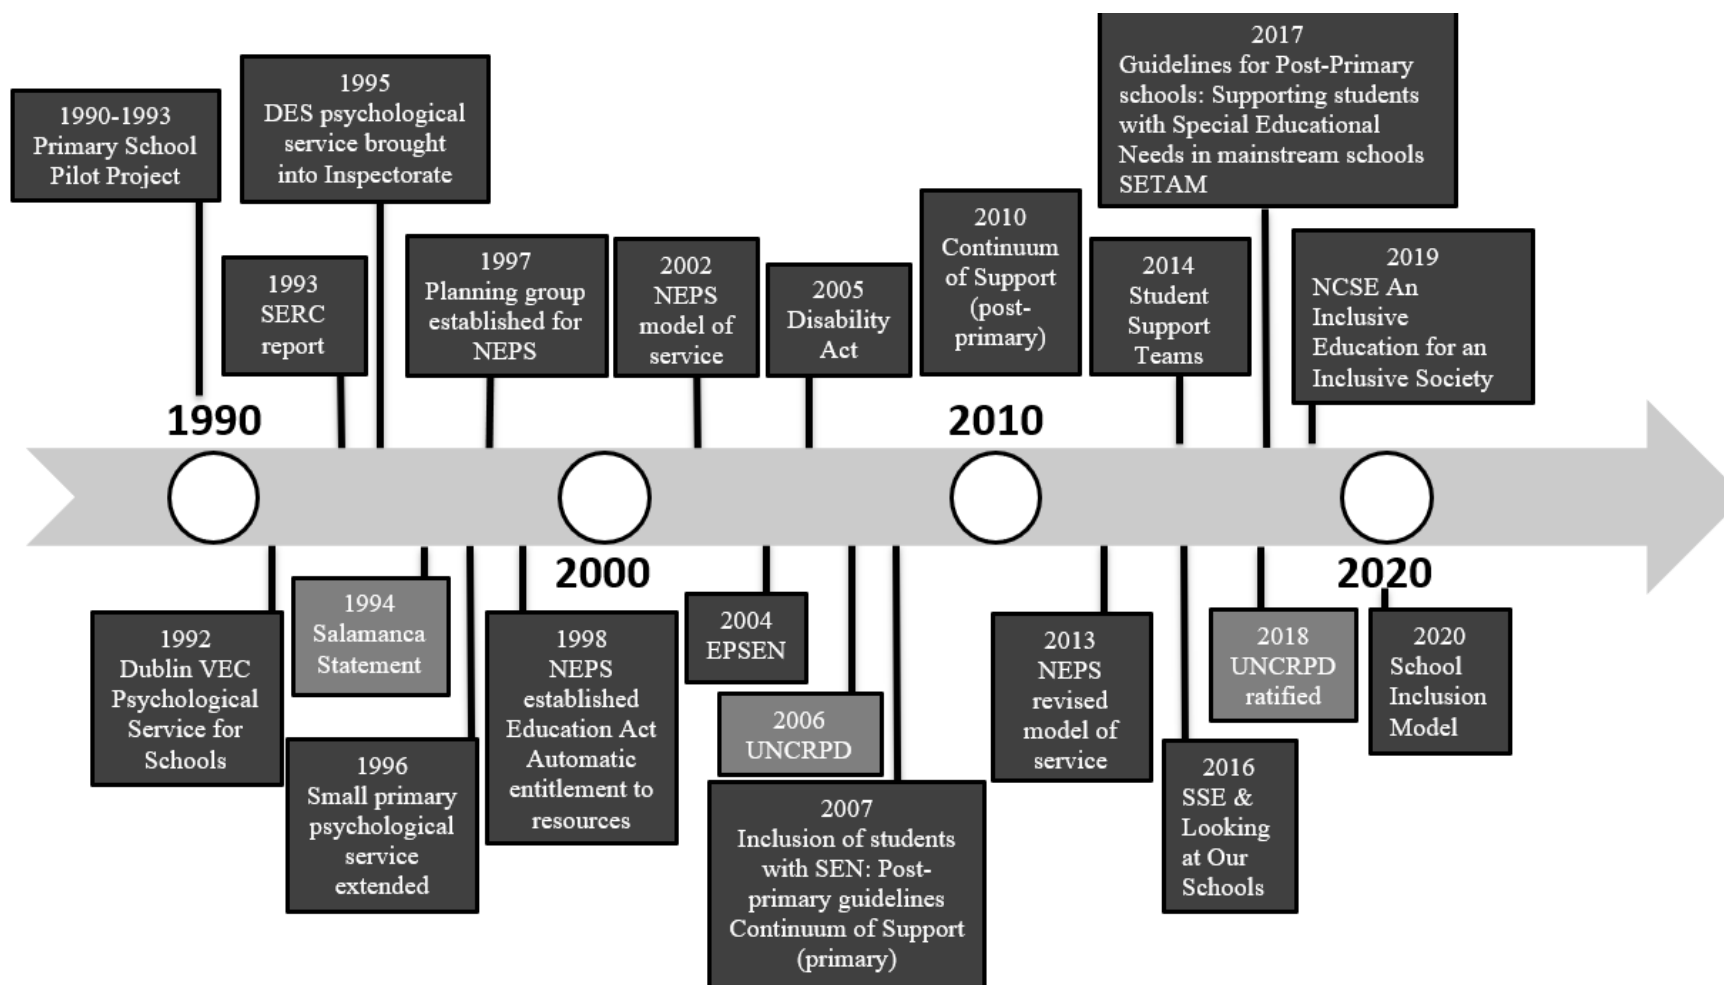 1990-1993
Primary School
Pilot Project
1995
DES psychological
service brought
into Inspectorate
1993
SERC
report
1997
Planning group
established for
NEPS
2002
NEPS
model of
service
2005
Disability
Act
2010
Continuum
of Support
(post-
primary)
2014
Student
Support
Teams
2017
Guidelines for Post-Primary
schools: Supporting students
with Special Educational
Needs in mainstream schools
SETAM
2019
NCSE An
Inclusive
Education for an
Inclusive Society
1990
2010
2000
2020
1992
Dublin VEC
Psychological
Service for
Schools
1994
Salamanca
Statement
1996
Small primary
psychological
service
extended
1998
NEPS
established
Education Act
Automatic
entitlement to
resources
2004
EPSEN
2006
UNCRPD
2007
Inclusion of students
with SEN: Post-
primary guidelines
Continuum of Support
(primary)
2013
NEPS
revised
model of
service
2016
SSE &
Looking
at Our
Schools
2018
UNCRPD
ratified
2020
School
Inclusion
Model